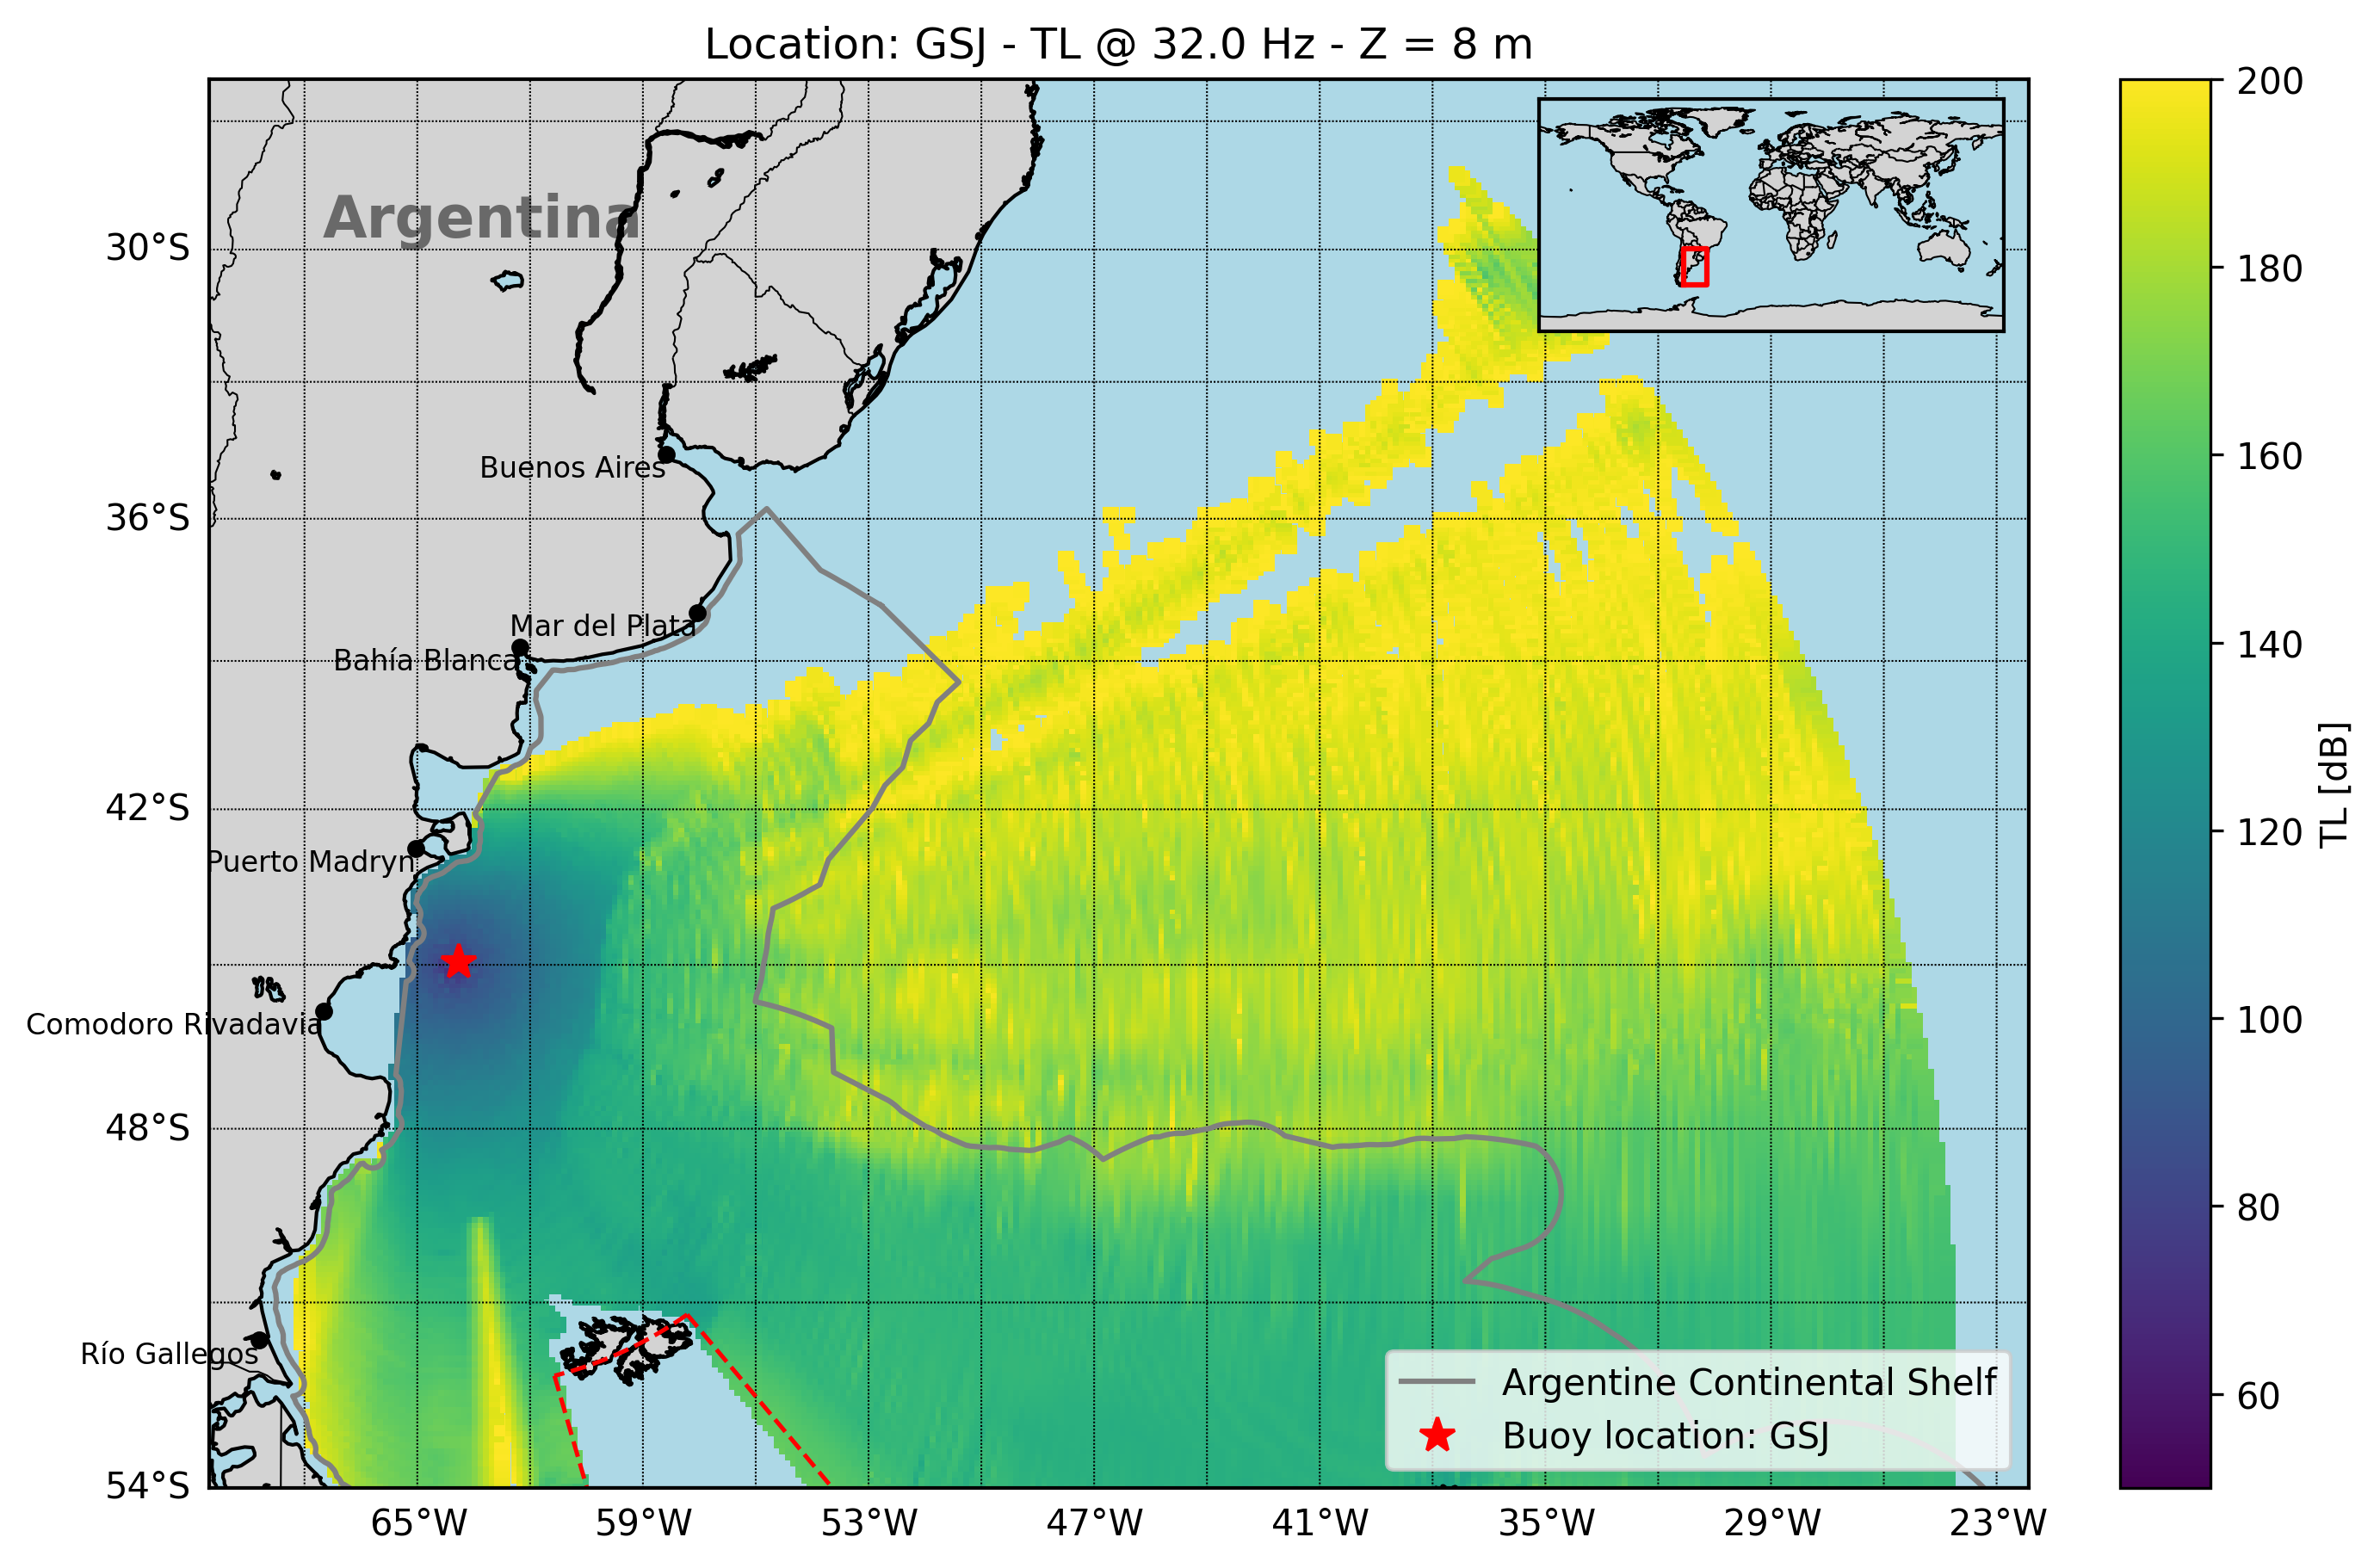 Location: GSJ - TL @ 32.0 Hz - Z = 8 m
Argentina
30°S
Buenos Aires
36°S
Mar del Plata
Bahía Blanca
42°S
Puerto Madryn
Comodoro Rivadavia
48°S
Río Gallegos
54°S
65°W
59°W
53°W
47°W
41°W
35°W
29°W
23°W
Argentine Continental Shelf
Buoy location: GSJ
200
180
160
140
120
100
80
60
TL [dB]